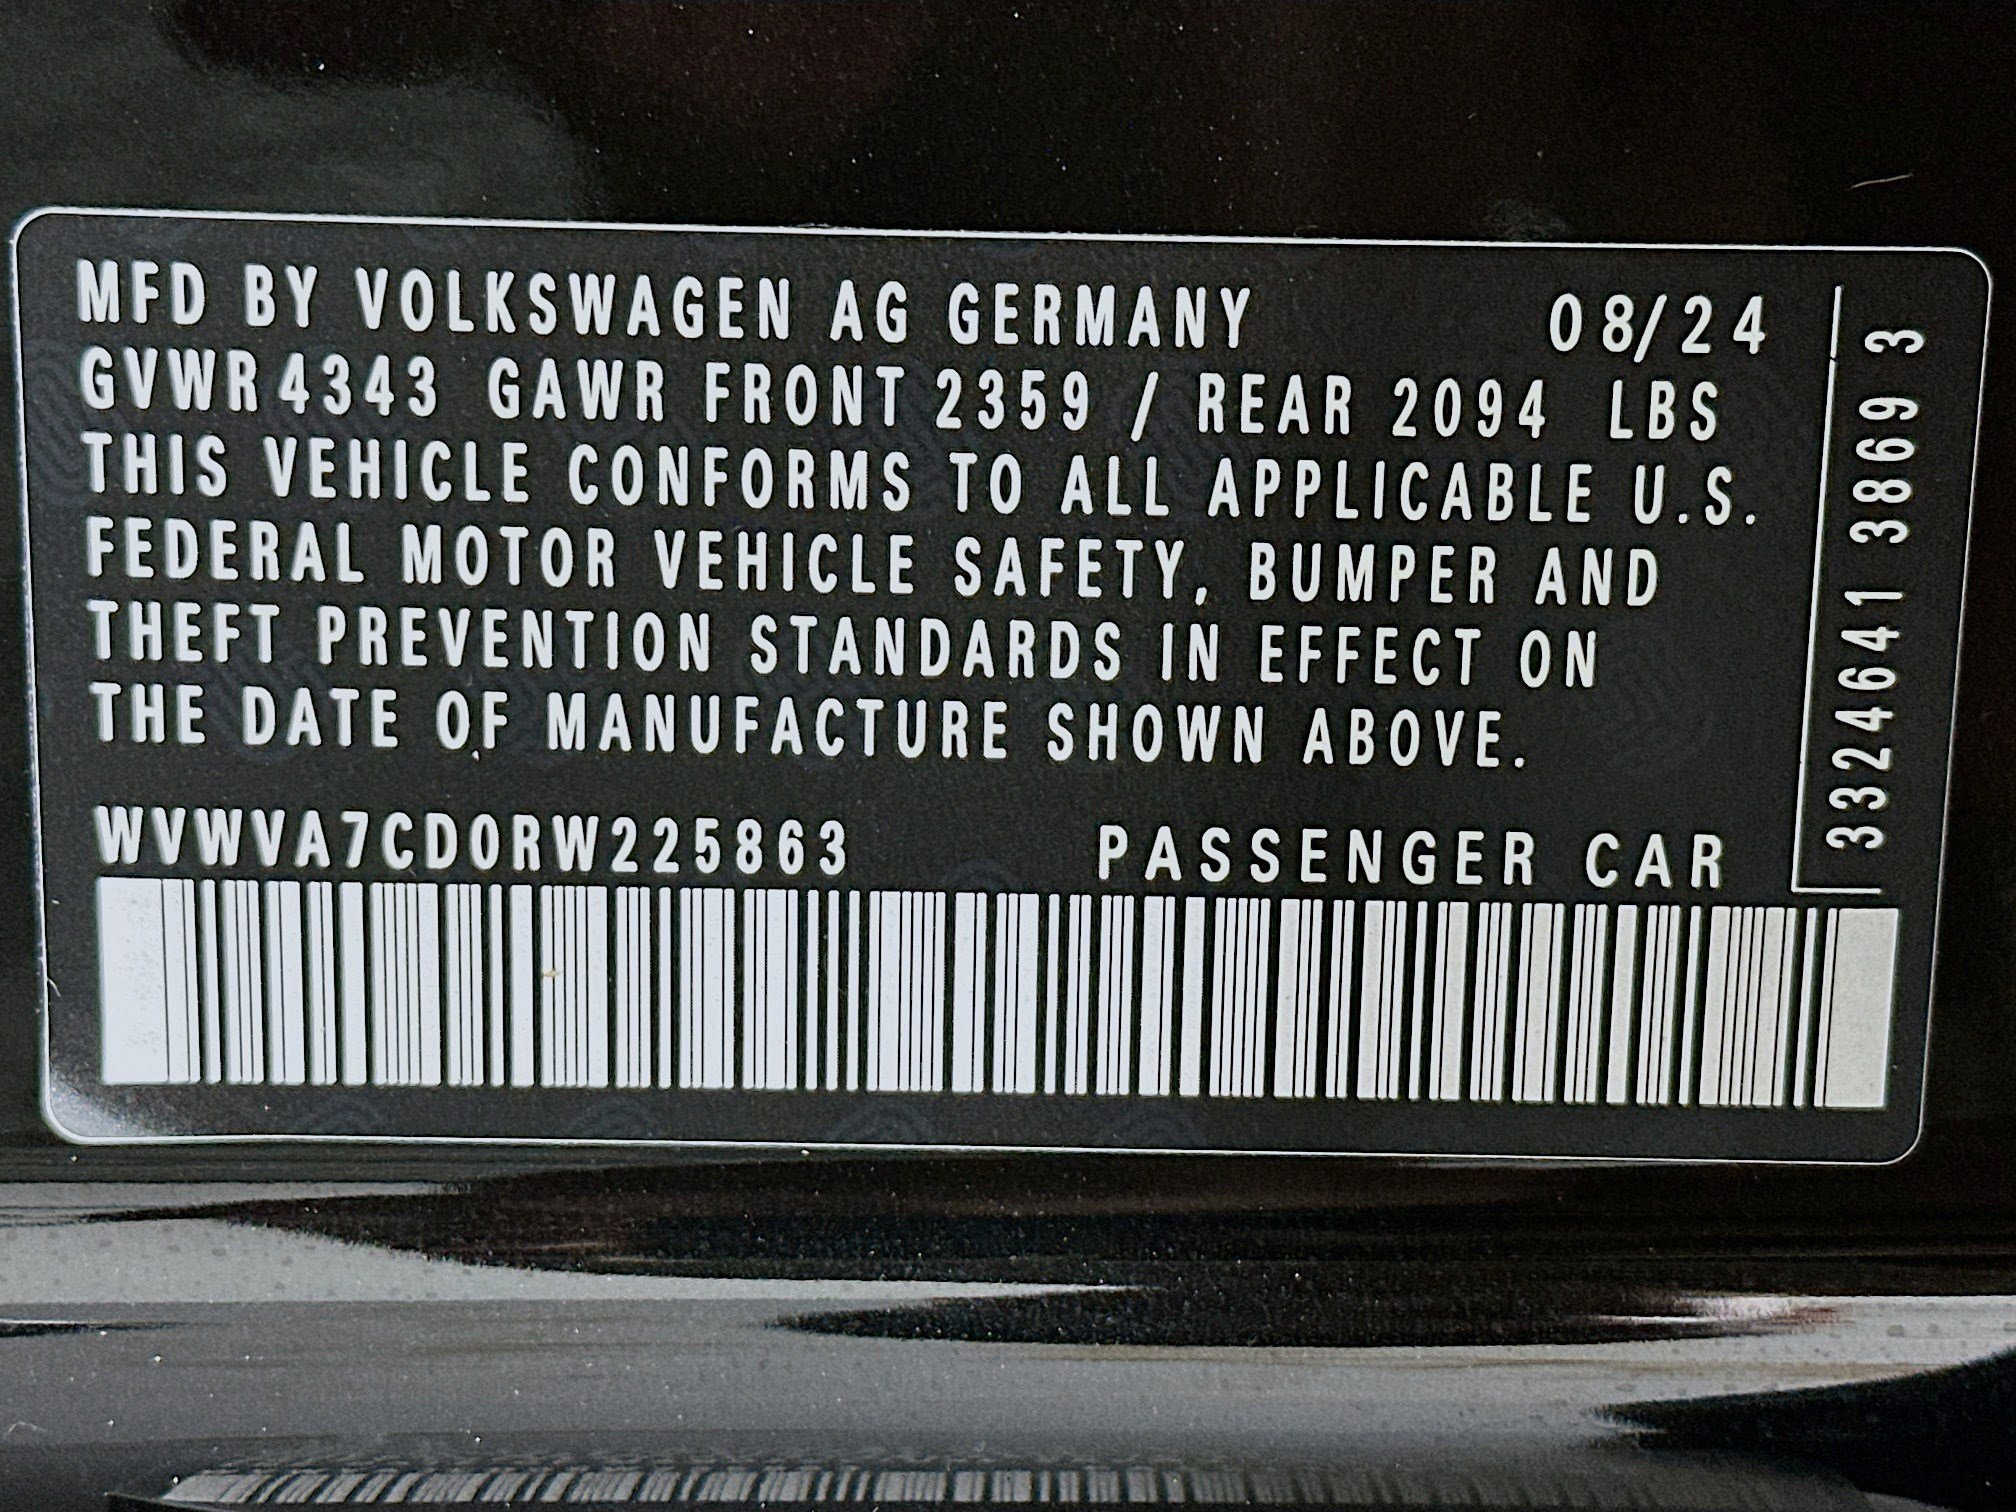 MFD BY VOLKSWAGEN AG GERMANY 08/24
GVWR 4343 GAWR FRONT 2359 / REAR 2094 LBS
THIS VEHICLE CONFORMS TO ALL APPLICABLE U.S.
FEDERAL MOTOR VEHICLE SAFETY, BUMPER AND
THEFT PREVENTION STANDARDS IN EFFECT ON
THE DATE OF MANUFACTURE SHOWN ABOVE.
WVWVA7CD0RW225863 PASSENGER CAR
3324641 3869 3